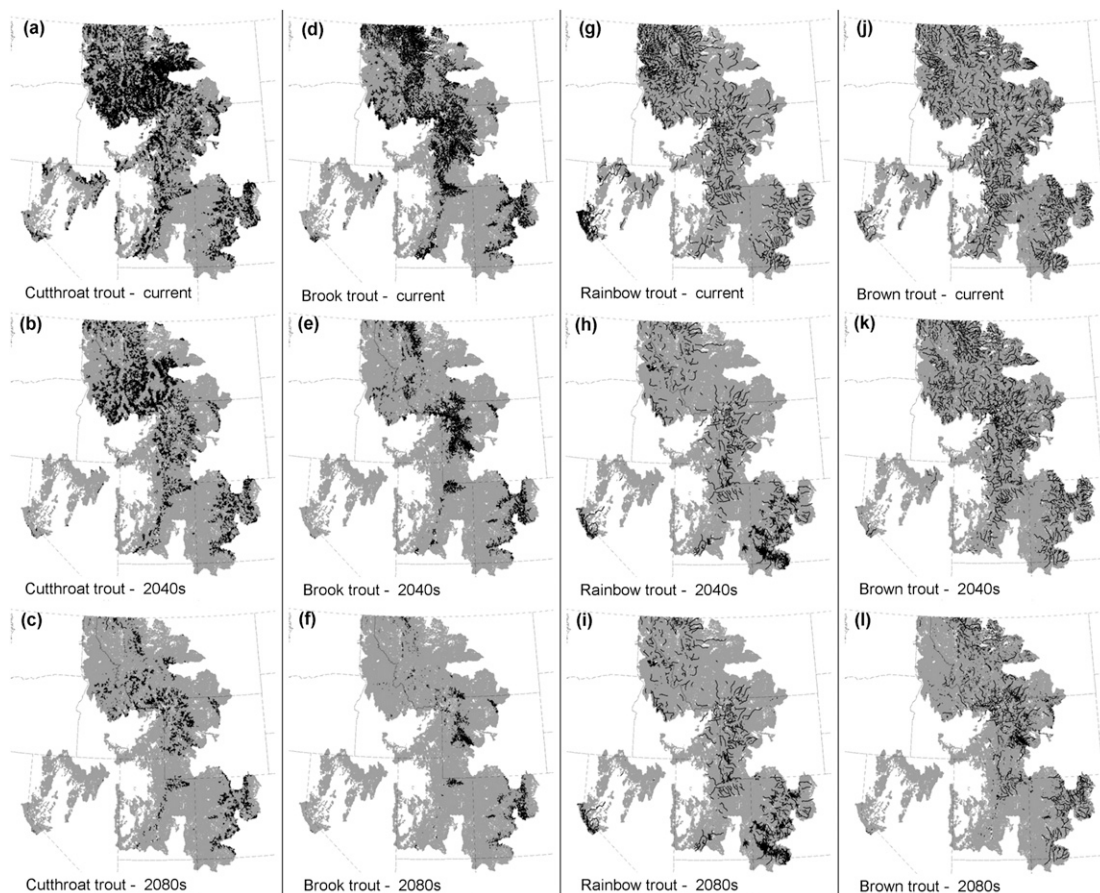 (a)
Cutthroat trout - current
(d)
Brook trout - current
(g)
Rainbow trout - current
(j)
Brown trout - current
(b)
Cutthroat trout - 2040s
(e)
Brook trout - 2040s
(h)
Rainbow trout - 2040s
(k)
Brown trout - 2040s
(c)
Cutthroat trout - 2080s
(f)
Brook trout - 2080s
(i)
Rainbow trout - 2080s
(l)
Brown trout - 2080s